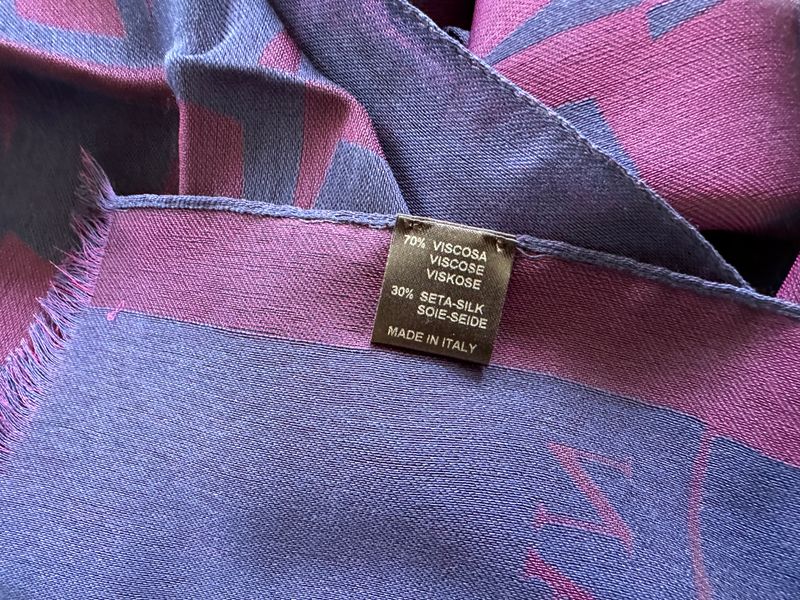 70% VISCOSA
VISCOSE
VISKOSE
30% SETA-SILK
SOIE-SEIDE
MADE IN ITALY